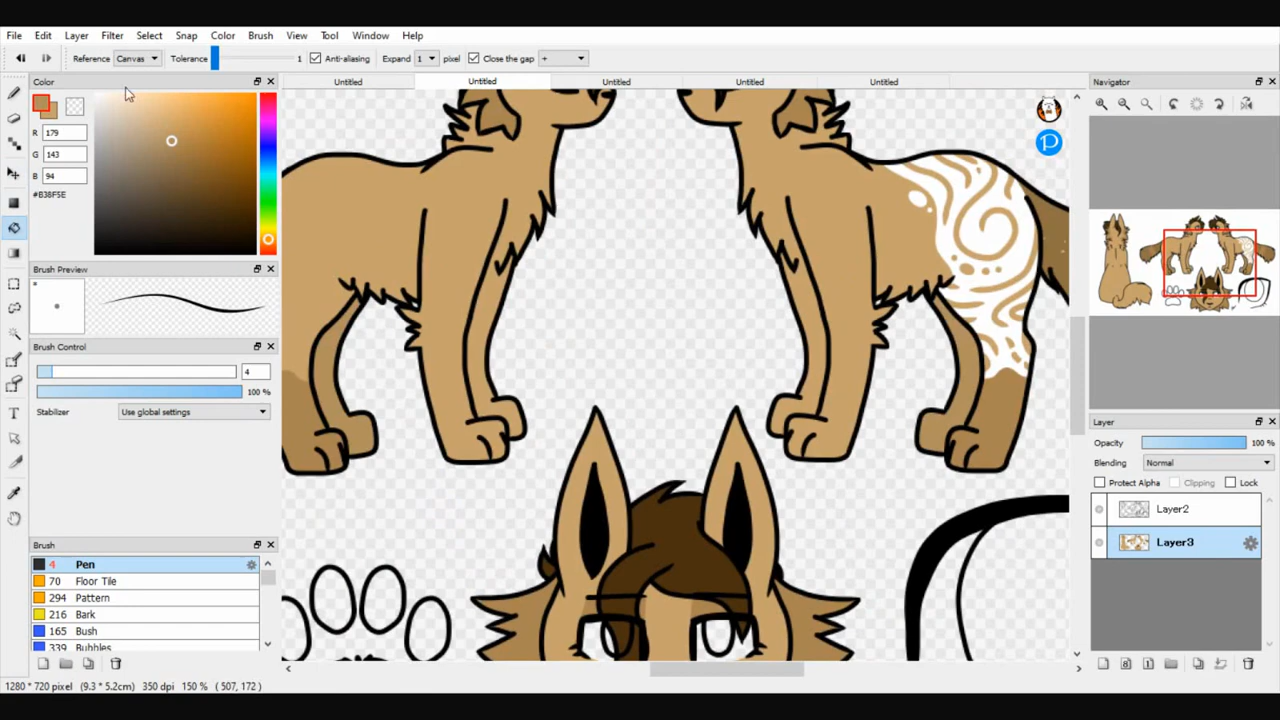 File Edit Layer Filter Select Snap Color Brush View Tool Window Help
Reference Canvas Tolerance 1 Anti-aliasing Expand 1 pixel Close the gap +
Color Untitled Untitled Untitled Untitled Untitled Navigator
R 179
G 143
B 94
#B38F5E
Brush Preview
Brush Control
4
100 %
Stabilizer Use global settings
Layer
Opacity 100 %
Blending Normal
Protect Alpha Clipping Lock
Layer2
Layer3
Brush
4 Pen
70 Floor Tile
294 Pattern
216 Bark
165 Bush
339 Bubbles
1280 * 720 pixel (9.3 * 5.2cm) 350 dpi 150 % ( 507, 172 )